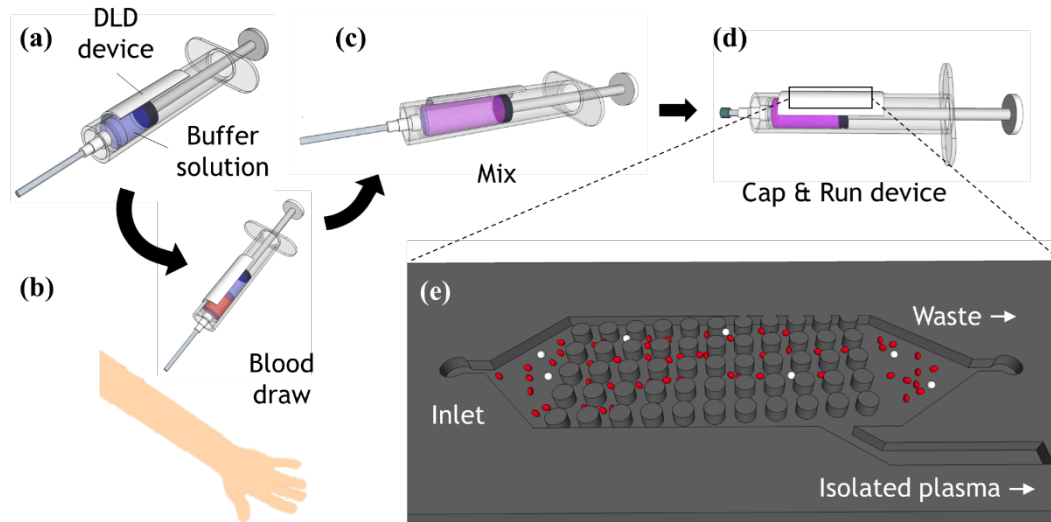 (a)
DLD
device
Buffer
solution
(b)
Blood
draw
(c)
Mix
(d)
Cap & Run device
(e)
Waste →
Inlet
Isolated plasma →